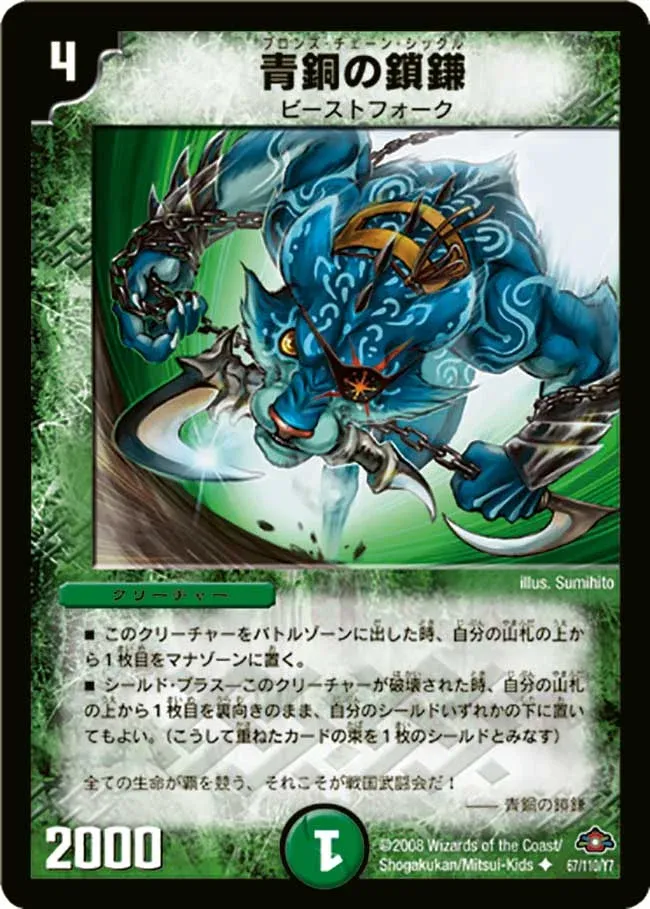 4
ブロンズ・チェーン・シックル
青銅の鎖鎌
ビーストフォーク
illus. Sumihito
クリーチャー
■ このクリーチャーをバトルゾーンに出した時、自分の山札の上か
ら1枚目をマナゾーンに置く。
■ シールド・プラス―このクリーチャーが破壊された時、自分の山札
の上から1枚目を裏向きのまま、自分のシールドいずれかの下に置い
てもよい。(こうして重ねたカードの束を1枚のシールドとみなす)
全ての生命が覇を競う、それこそが戦国武闘会だ!
―― 青銅の鎖鎌
2000
1
©2008 Wizards of the Coast/
Shogakukan/Mitsui-Kids ◆ 67/110/Y7